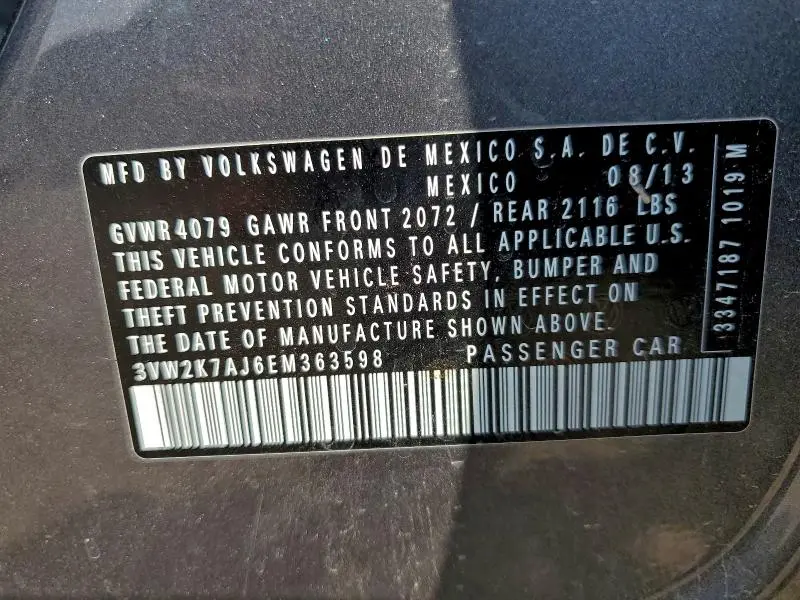 MFD BY VOLKSWAGEN DE MEXICO S.A. DE C.V.
MEXICO 08/13
GVWR4079 GAWR FRONT 2072 / REAR 2116 LBS
THIS VEHICLE CONFORMS TO ALL APPLICABLE U.S.
FEDERAL MOTOR VEHICLE SAFETY, BUMPER AND
THEFT PREVENTION STANDARDS IN EFFECT ON
THE DATE OF MANUFACTURE SHOWN ABOVE.
3VW2K7AJ6EM363598 PASSENGER CAR
3347187 1019 M